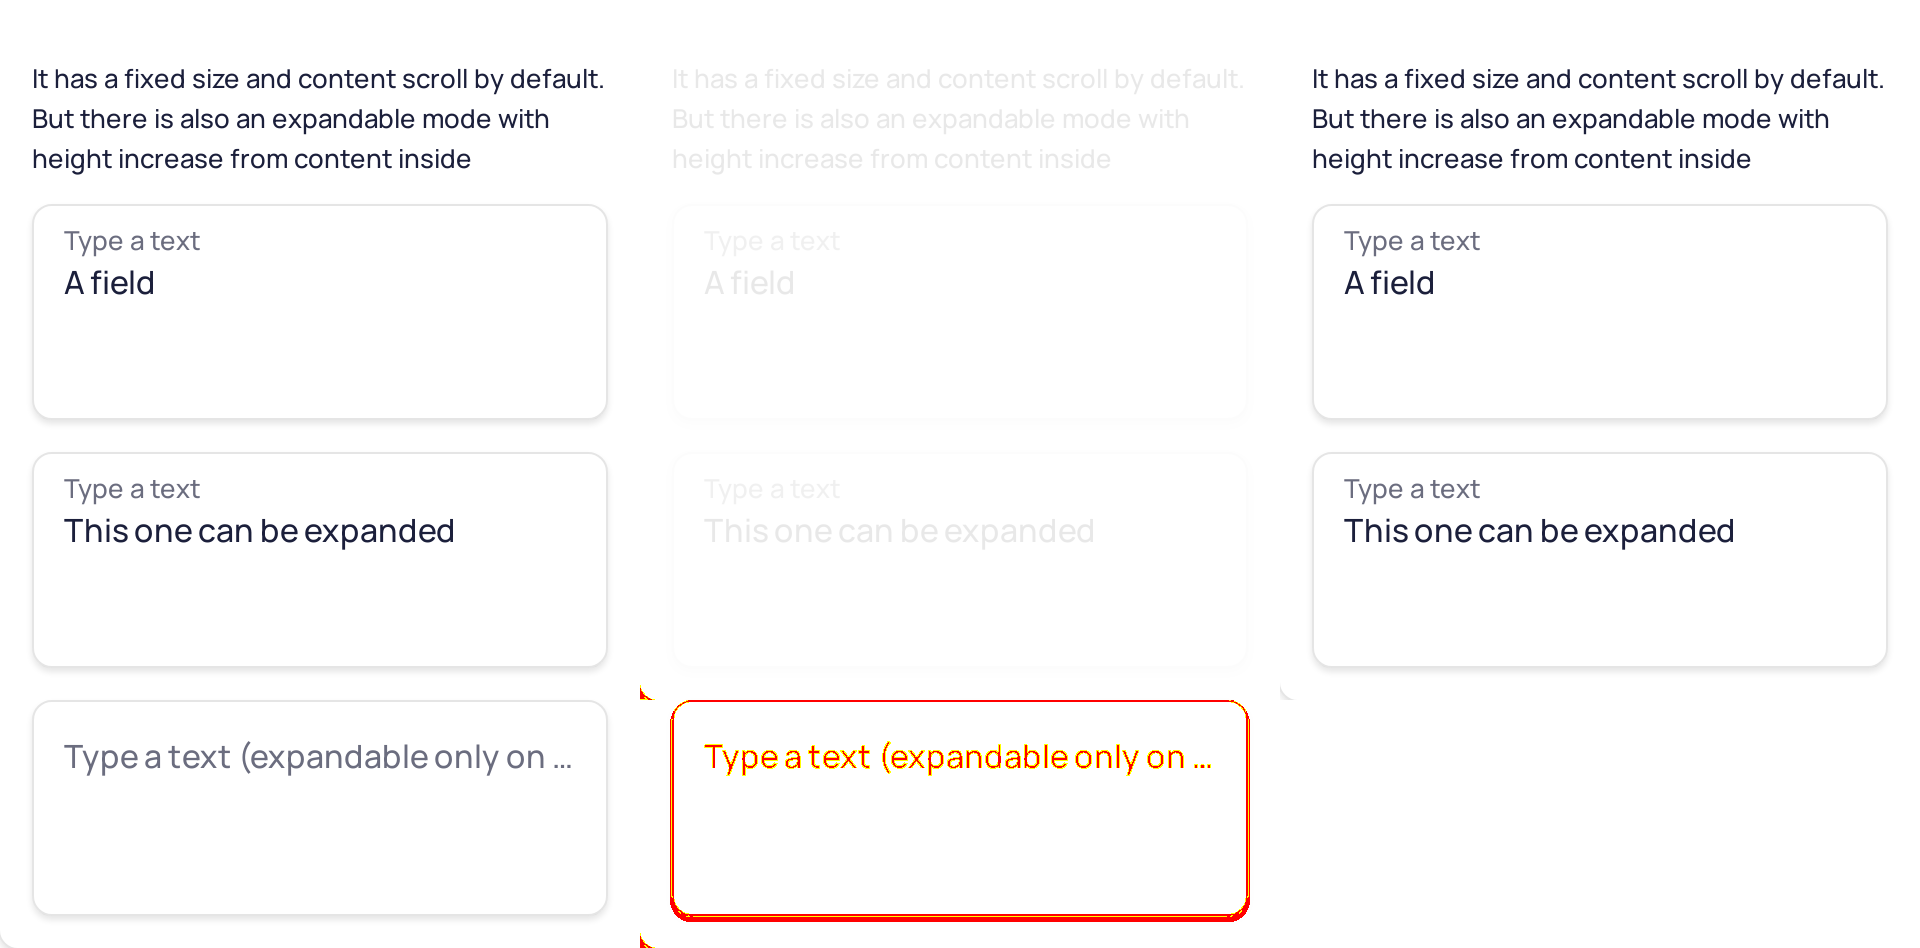 It has a fixed size and content scroll by default.
But there is also an expandable mode with
height increase from content inside
Type a text
A field
Type a text
This one can be expanded
Type a text (expandable only on ...
It has a fixed size and content scroll by default.
But there is also an expandable mode with
height increase from content inside
Type a text
A field
Type a text
This one can be expanded
Type a text (expandable only on ...
It has a fixed size and content scroll by default.
But there is also an expandable mode with
height increase from content inside
Type a text
A field
Type a text
This one can be expanded